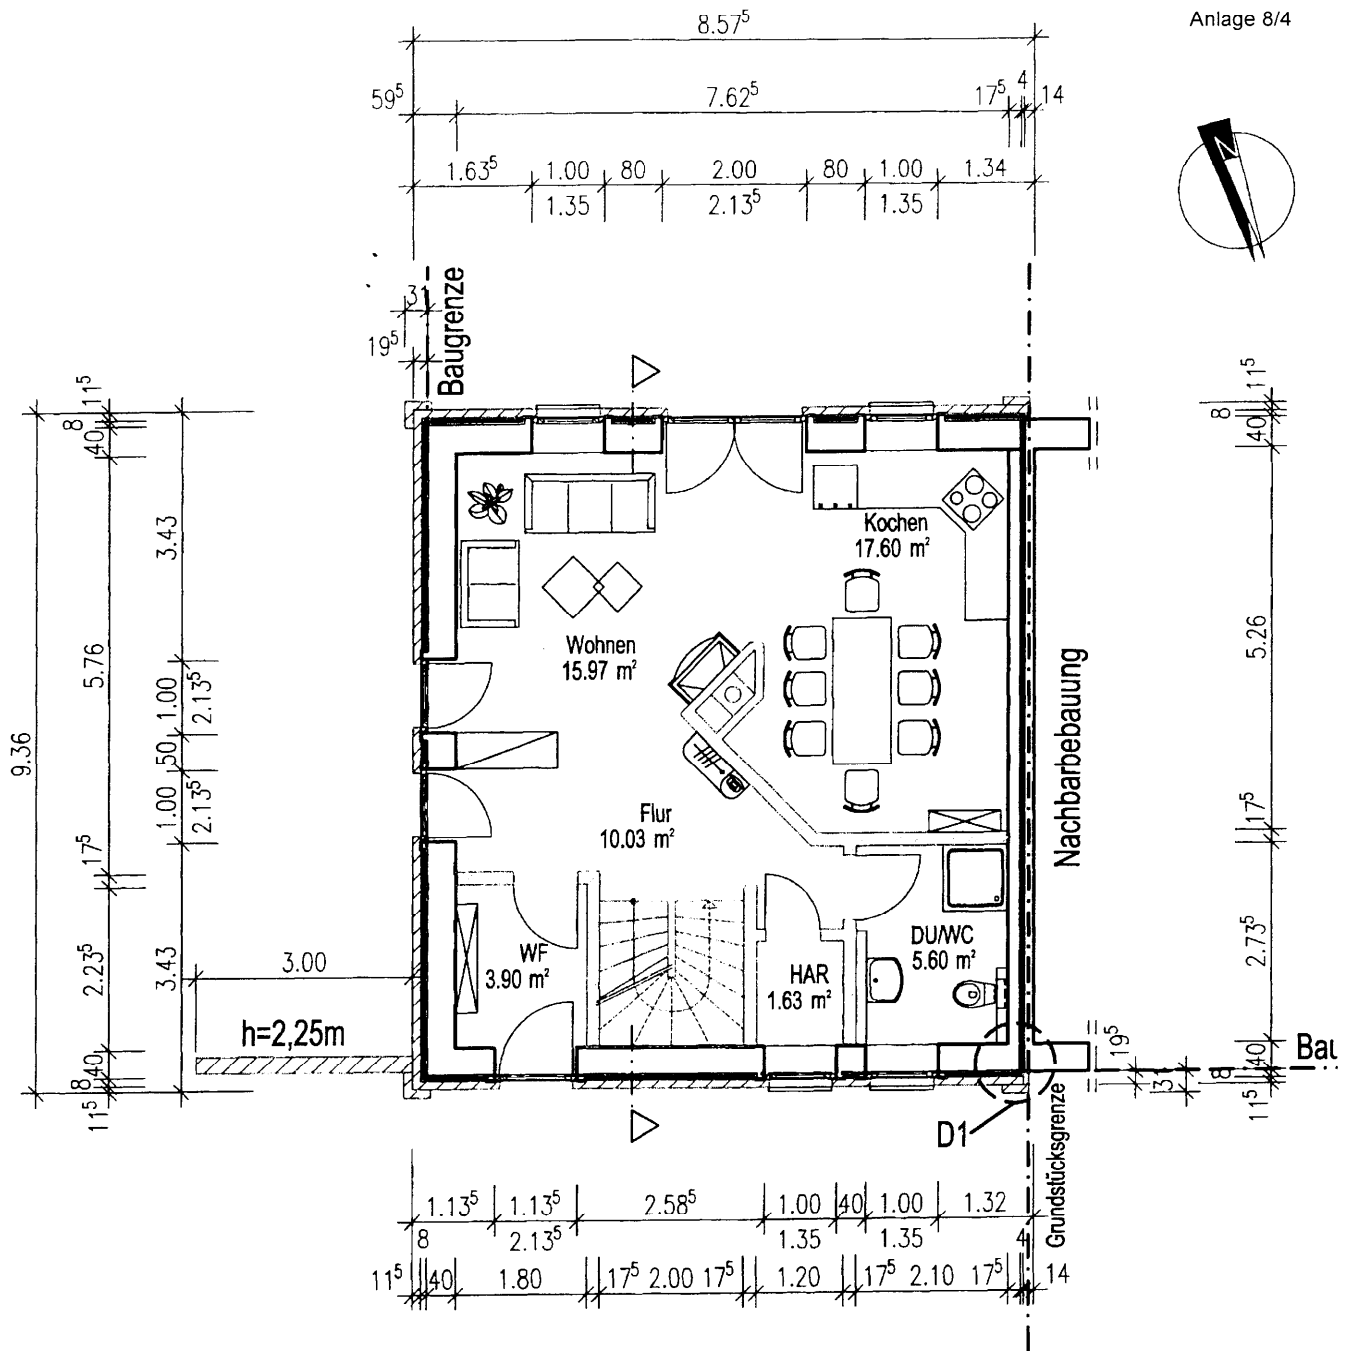 Anlage 8/4
8.57⁵
59⁵ 7.62⁵ 17⁵ 4 14
1.63⁵ 1.00 80 2.00 80 1.00 1.34
1.35 2.13⁵ 1.35
N
31
19⁵
Baugrenze
11⁵
8
40
3.43
5.76
9.36
1.00
2.13⁵
50
1.00
2.13⁵
17⁵
2.23⁵
3.43
40
8
11⁵
3.00
h=2,25m
Kochen
17.60 m²
Wohnen
15.97 m²
Flur
10.03 m²
WF
3.90 m²
HAR
1.63 m²
DU/WC
5.60 m²
Nachbarbebauung
11⁵
8
40
5.26
17⁵
2.73⁵
40
8
11⁵
19⁵
Bau
D1
Grundstücksgrenze
1.13⁵ 1.13⁵ 2.58⁵ 1.00 40 1.00 1.32
8 2.13⁵ 1.35 1.35 4
11⁵ 40 1.80 17⁵ 2.00 17⁵ 1.20 17⁵ 2.10 17⁵ 14